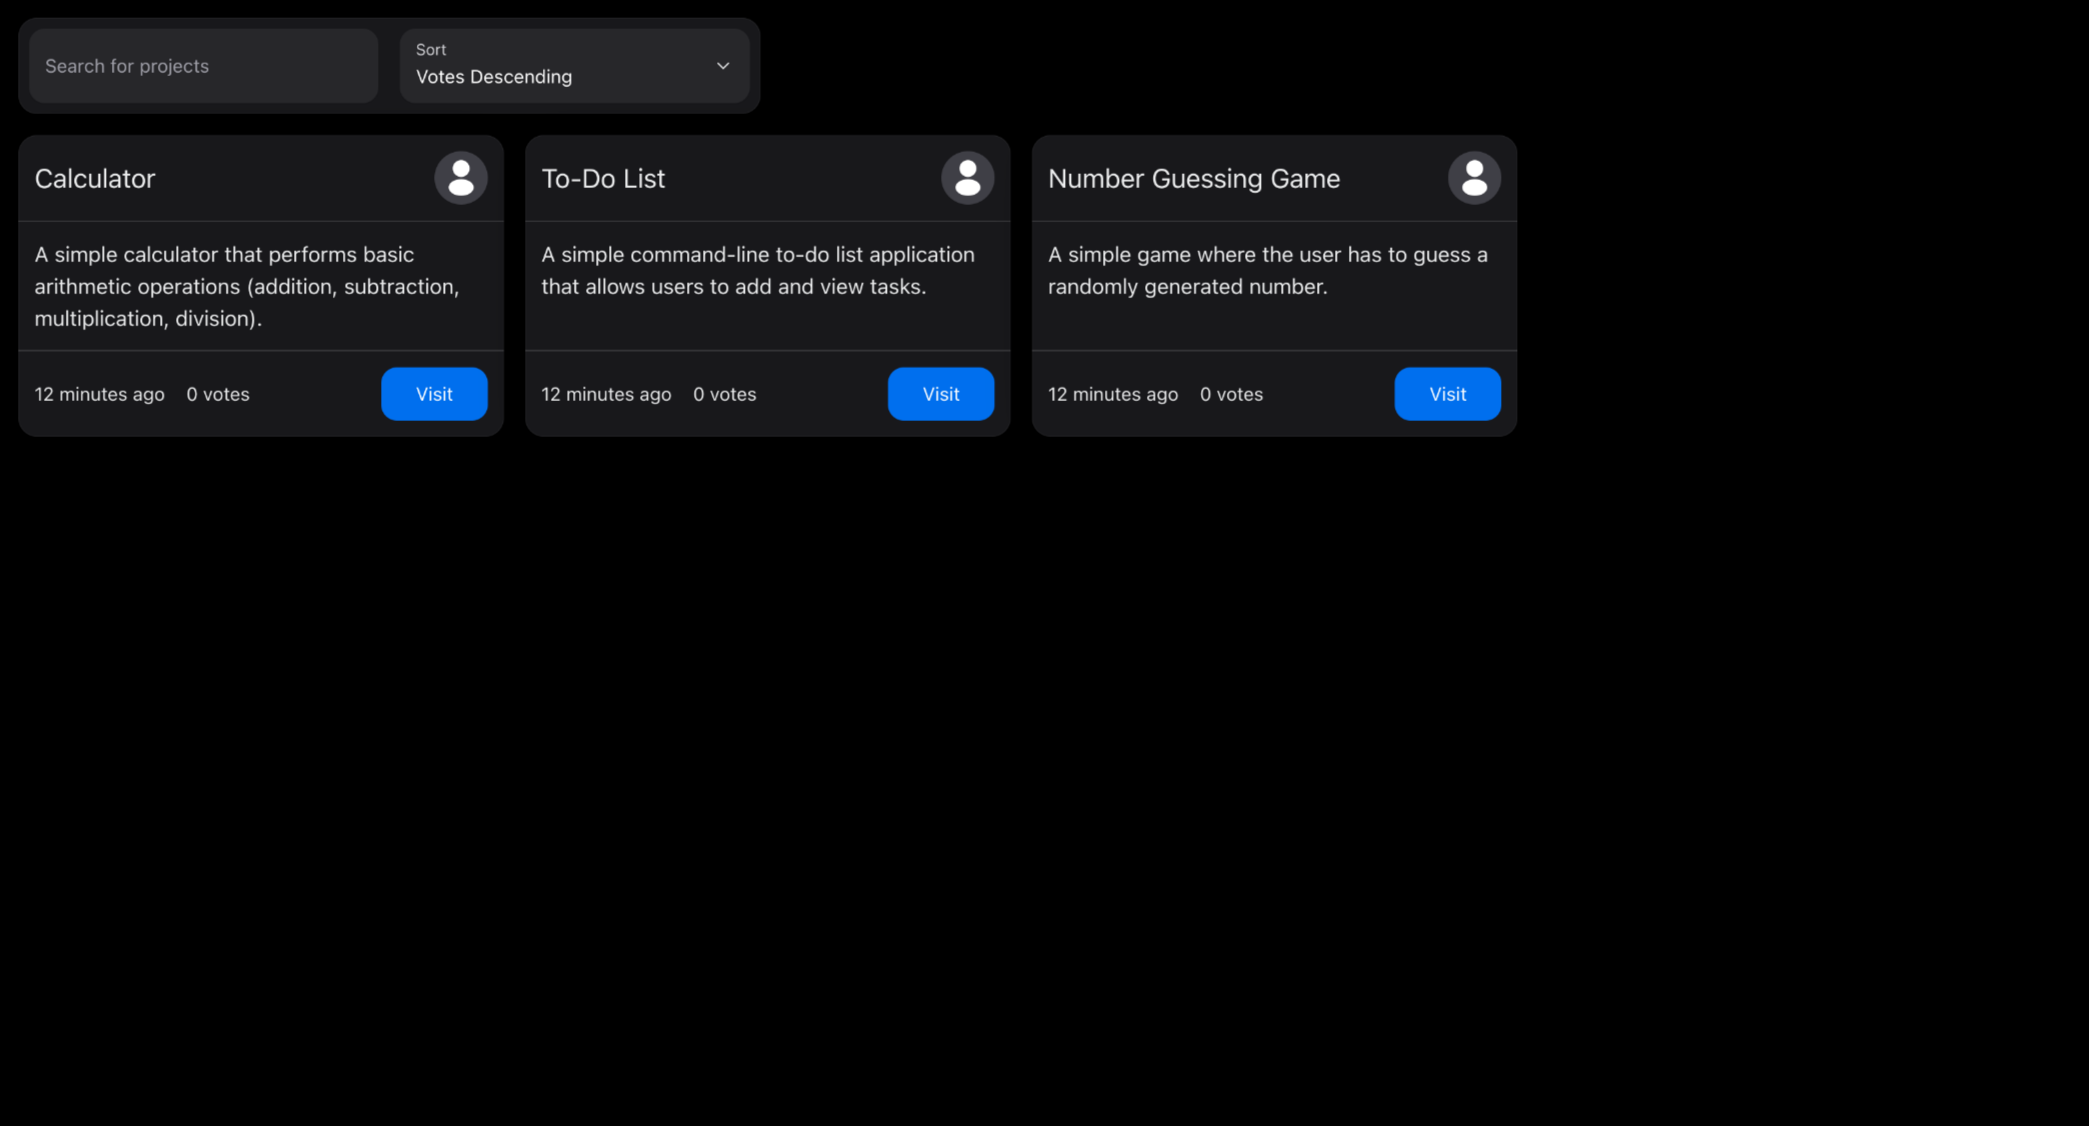 Search for projects
Sort
Votes Descending
Calculator
A simple calculator that performs basic
arithmetic operations (addition, subtraction,
multiplication, division).
12 minutes ago 0 votes Visit
To-Do List
A simple command-line to-do list application
that allows users to add and view tasks.
12 minutes ago 0 votes Visit
Number Guessing Game
A simple game where the user has to guess a
randomly generated number.
12 minutes ago 0 votes Visit